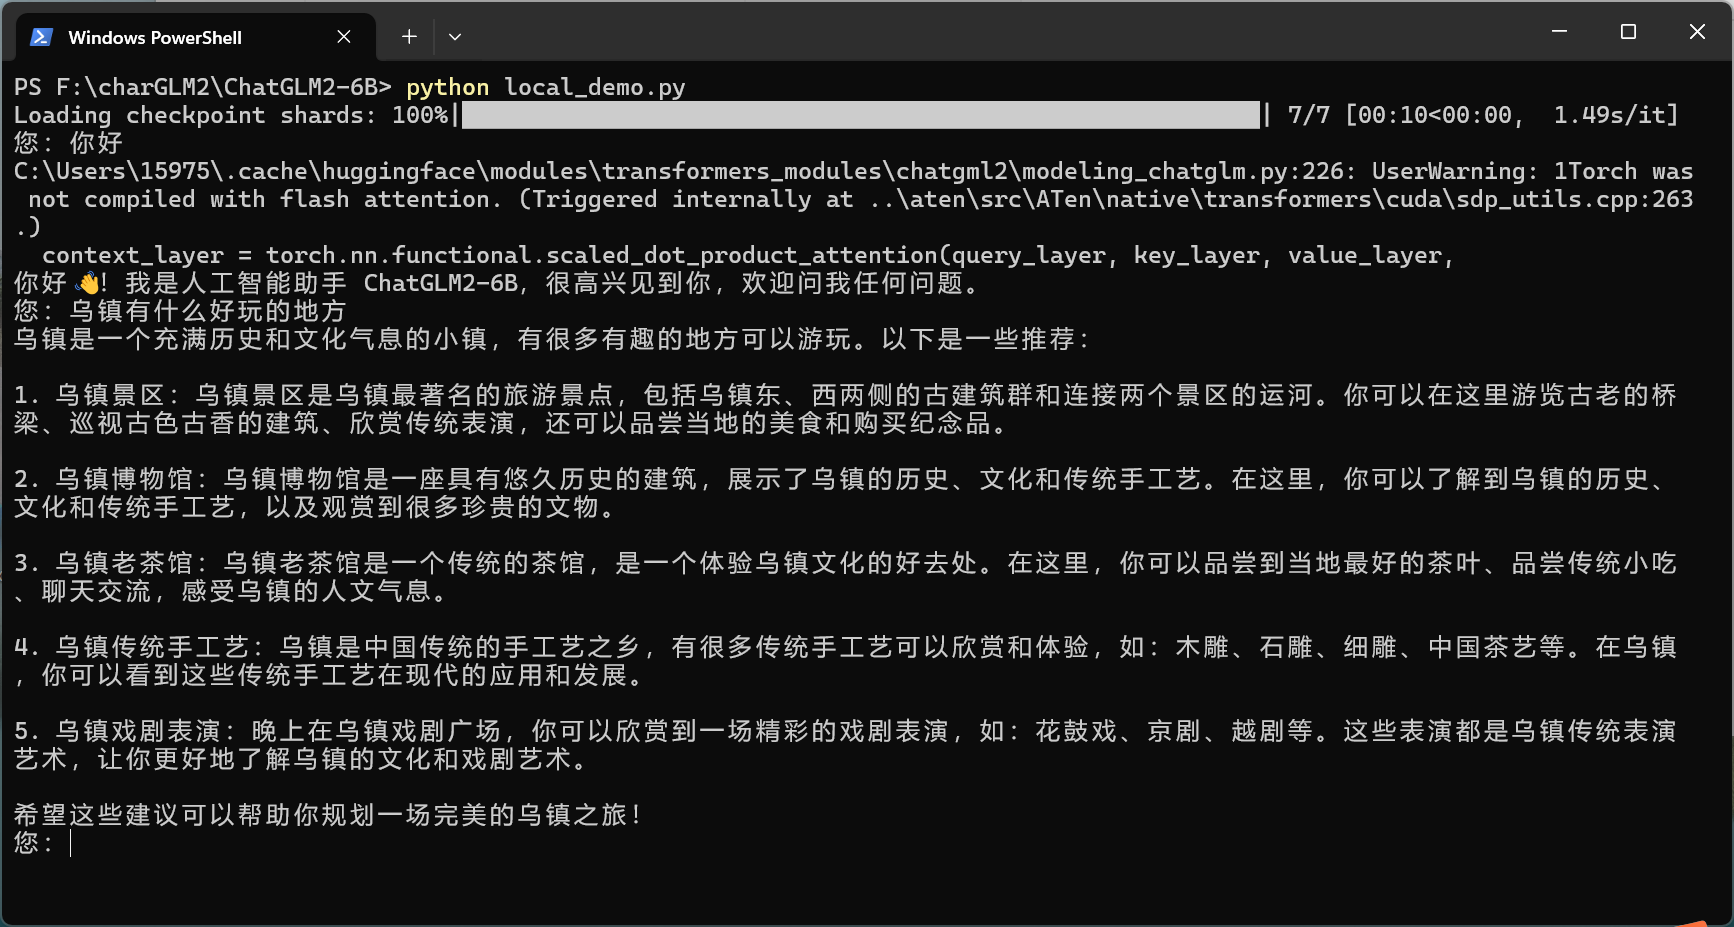 Windows PowerShell
PS F:\charGLM2\ChatGLM2-6B> python local_demo.py
Loading checkpoint shards: 100%| | 7/7 [00:10<00:00,  1.49s/it]
您：你好
C:\Users\15975\.cache\huggingface\modules\transformers_modules\chatgml2\modeling_chatglm.py:226: UserWarning: 1Torch was
not compiled with flash attention. (Triggered internally at ..\aten\src\ATen\native\transformers\cuda\sdp_utils.cpp:263
.)
context_layer = torch.nn.functional.scaled_dot_product_attention(query_layer, key_layer, value_layer,
你好👋！我是人工智能助手 ChatGLM2-6B，很高兴见到你，欢迎问我任何问题。
您：乌镇有什么好玩的地方
乌镇是一个充满历史和文化气息的小镇，有很多有趣的地方可以游玩。以下是一些推荐：
1. 乌镇景区：乌镇景区是乌镇最著名的旅游景点，包括乌镇东、西两侧的古建筑群和连接两个景区的运河。你可以在这里游览古老的桥
梁、巡视古色古香的建筑、欣赏传统表演，还可以品尝当地的美食和购买纪念品。
2. 乌镇博物馆：乌镇博物馆是一座具有悠久历史的建筑，展示了乌镇的历史、文化和传统手工艺。在这里，你可以了解到乌镇的历史、
文化和传统手工艺，以及观赏到很多珍贵的文物。
3. 乌镇老茶馆：乌镇老茶馆是一个传统的茶馆，是一个体验乌镇文化的好去处。在这里，你可以品尝到当地最好的茶叶、品尝传统小吃
、聊天交流，感受乌镇的人文气息。
4. 乌镇传统手工艺：乌镇是中国传统的手工艺之乡，有很多传统手工艺可以欣赏和体验，如：木雕、石雕、细雕、中国茶艺等。在乌镇
，你可以看到这些传统手工艺在现代的应用和发展。
5. 乌镇戏剧表演：晚上在乌镇戏剧广场，你可以欣赏到一场精彩的戏剧表演，如：花鼓戏、京剧、越剧等。这些表演都是乌镇传统表演
艺术，让你更好地了解乌镇的文化和戏剧艺术。
希望这些建议可以帮助你规划一场完美的乌镇之旅！
您：